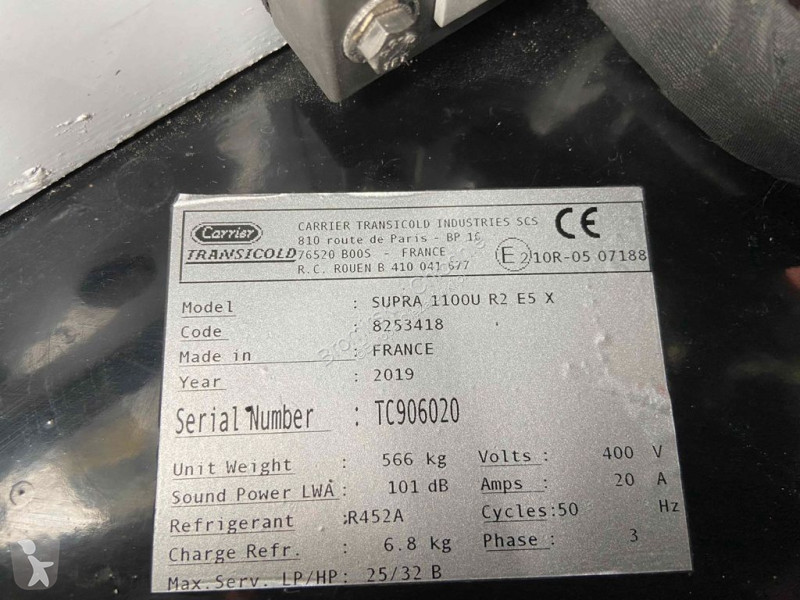 Carrier
TRANSICOLD
CARRIER TRANSICOLD INDUSTRIES SCS
810 route de Paris - BP 16
76520 BOOS - FRANCE
R.C. ROUEN B 410 041 677
CE
E2 10R-05 07188
Model : SUPRA 1100U R2 E5 X
Code : 8253418
Made in : FRANCE
Year : 2019
Serial Number : TC906020
Unit Weight : 566 kg Volts : 400 V
Sound Power LWA : 101 dB Amps : 20 A
Refrigerant :R452A Cycles:50 Hz
Charge Refr. : 6.8 kg Phase : 3
Max.Serv. LP/HP: 25/32 B